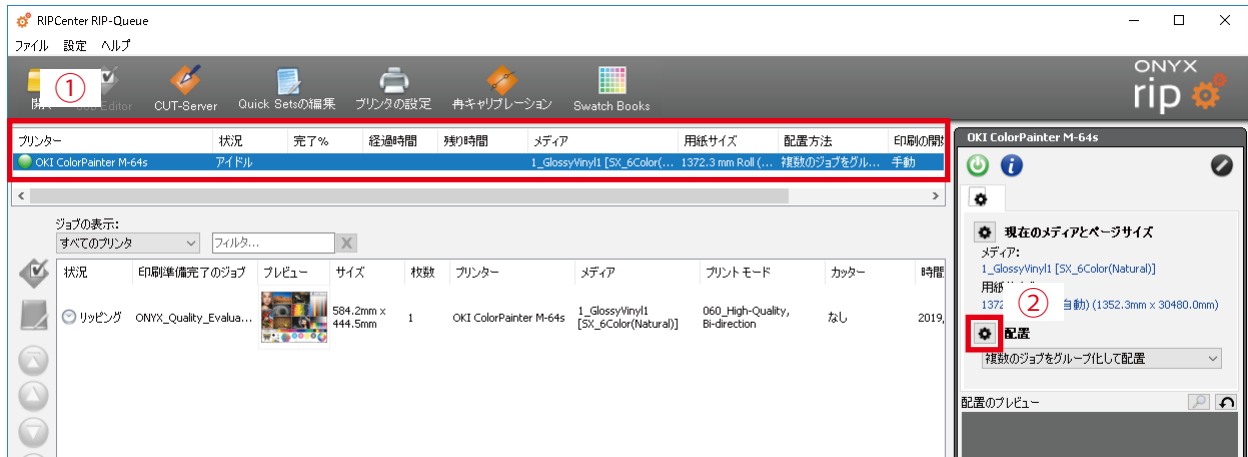 RIPCenter RIP-Queue
ファイル 設定 ヘルプ
①
Editor
CUT-Server
Quick Setsの編集
プリンタの設定
再キャリブレーション
Swatch Books
ONYX
rip
プリンター 状況 完了% 経過時間 残り時間 メディア 用紙サイズ 配置方法 印刷の開始
OKI ColorPainter M-64s アイドル 1_GlossyVinyl1 [SX_6Color(... 1372.3 mm Roll (... 複数のジョブをグル... 手動
ジョブの表示:
すべてのプリンタ フィルタ... X
状況 印刷準備完了のジョブ プレビュー サイズ 枚数 プリンター メディア プリントモード カッター 時間
リッピング ONYX_Quality_Evalua... 584.2mm x 444.5mm 1 OKI ColorPainter M-64s 1_GlossyVinyl1 [SX_6Color(Natural)] 060_High-Quality, Bi-direction なし 2019,
OKI ColorPainter M-64s
現在のメディアとページサイズ
メディア:
1_GlossyVinyl1 [SX_6Color(Natural)]
用紙
1372 自動) (1352.3mm x 30480.0mm)
②
配置
複数のジョブをグループ化して配置
配置のプレビュー